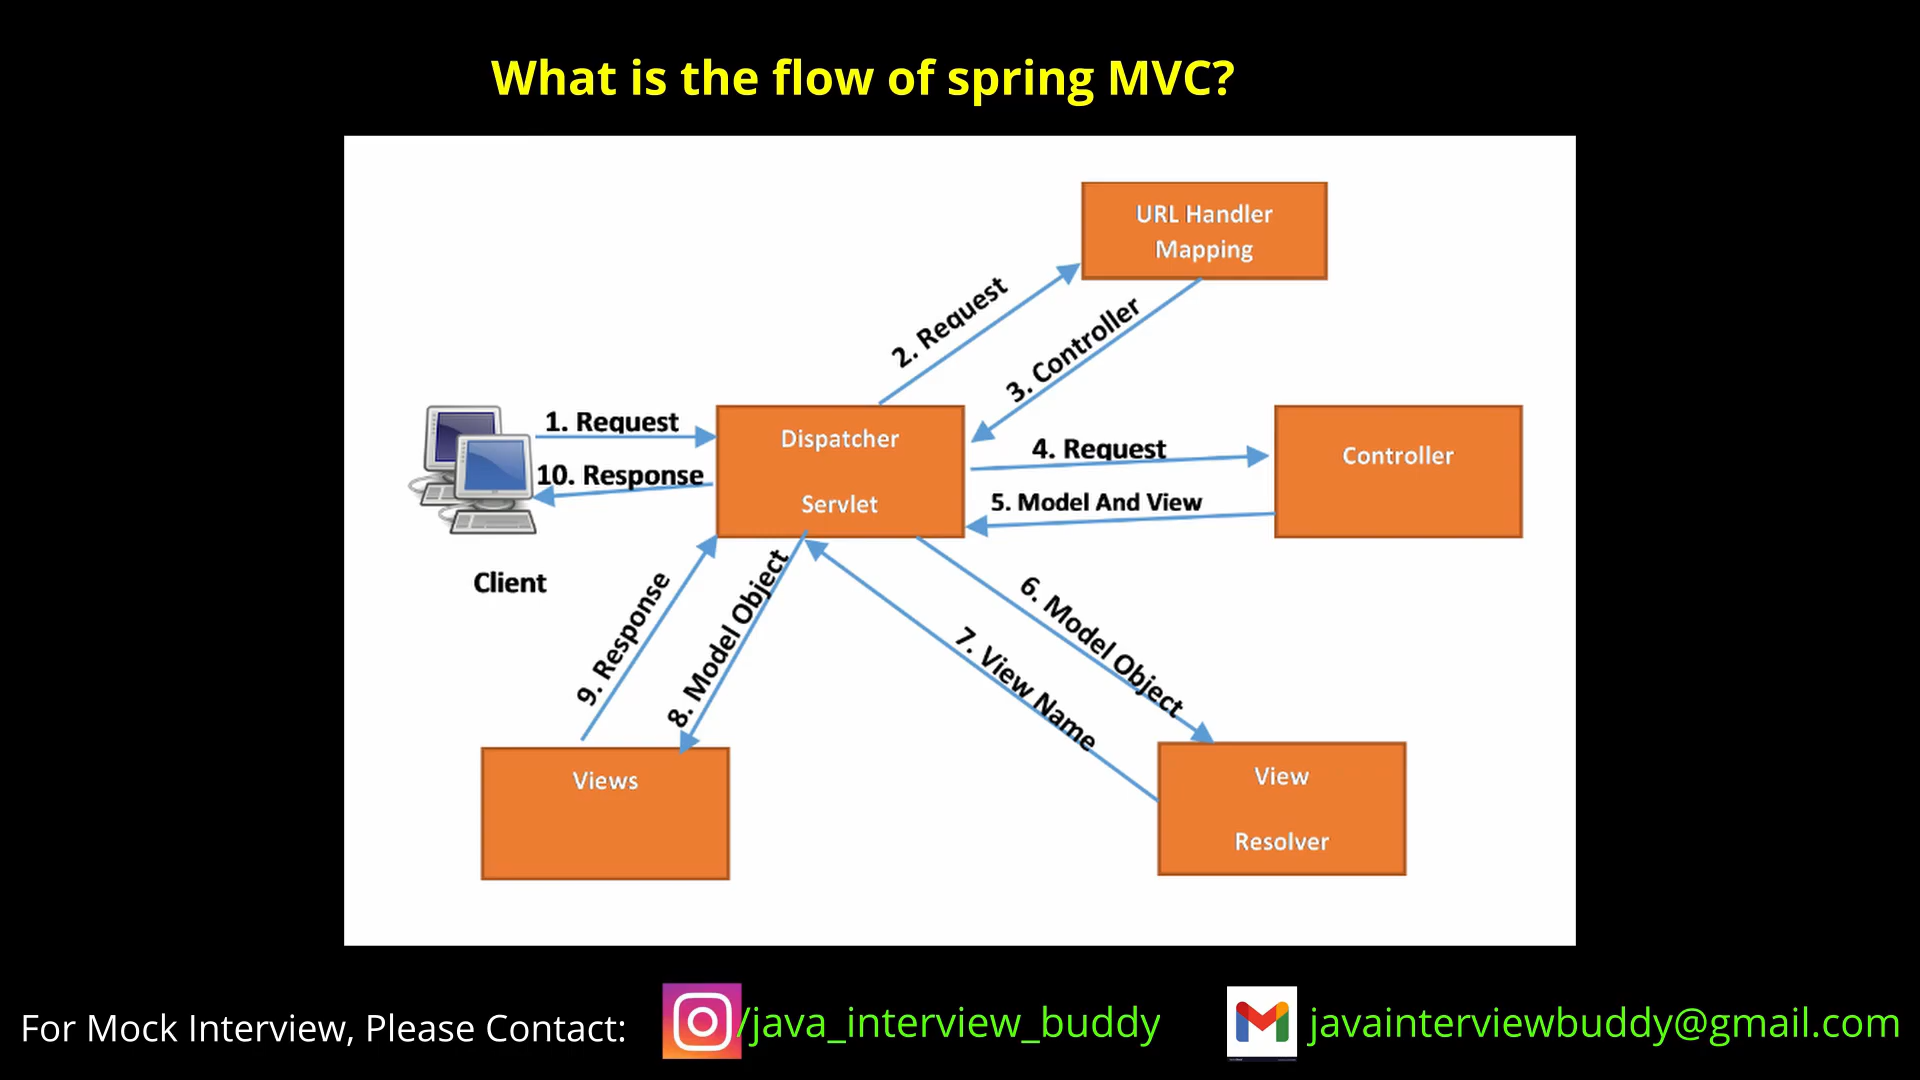 What is the flow of spring MVC?
URL Handler
Mapping
2. Request
3. Controller
1. Request
10. Response
Dispatcher
Servlet
4. Request
5. Model And View
Controller
Client
9. Response
8. Model Object
7. View Name
6. Model Object
Views
View
Resolver
For Mock Interview, Please Contact:
/java_interview_buddy
javainterviewbuddy@gmail.com